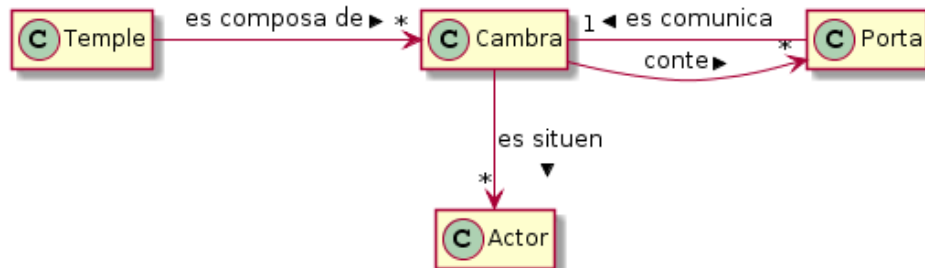 C Temple
es composa de ▶
*
C Cambra
1
◀ es comunica
*
C Porta
conte▶
es situen
▼
*
C Actor